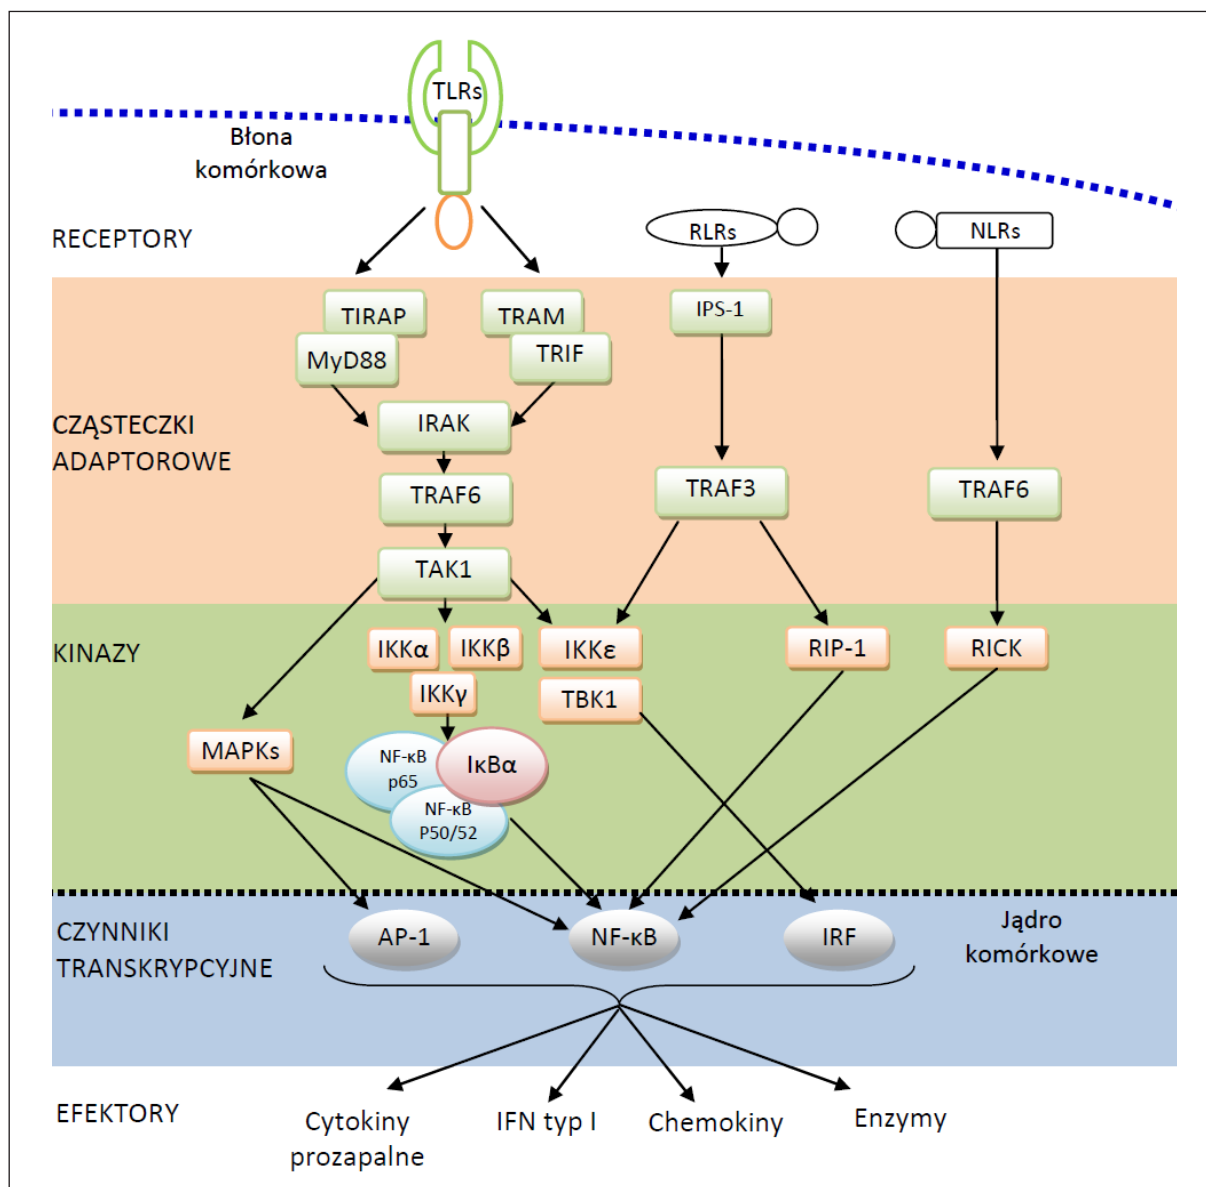 TLRs
Błona
komórkowa
RECEPTORY
RLRs
NLRs
TIRAP
MyD88
TRAM
TRIF
IPS-1
CZĄSTECZKI
ADAPTOROWE
IRAK
TRAF6
TRAF3
TRAF6
TAK1
KINAZY
IKKα
IKKβ
IKKγ
IKKε
TBK1
RIP-1
RICK
MAPKs
NF-κB
p65
IκBα
NF-κB
P50/52
CZYNNIKI
TRANSKRYPCYJNE
AP-1
NF-κB
IRF
Jądro
komórkowe
EFEKTORY
Cytokiny
prozapalne
IFN typ I
Chemokiny
Enzymy